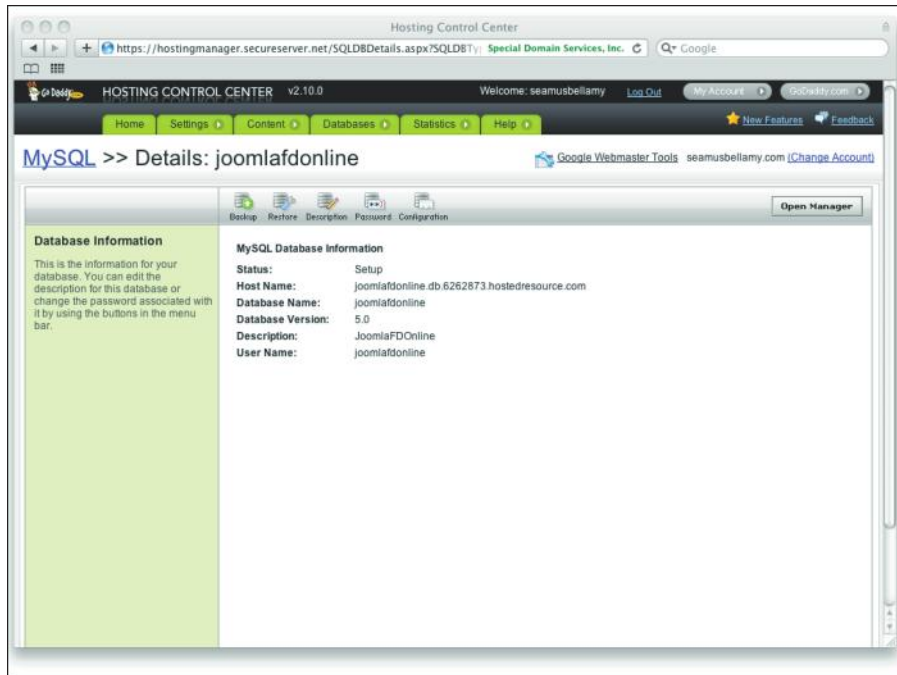 Hosting Control Center
https://hostingmanager.secureserver.net/SQLDBDetails.aspx?SQLDBTy Special Domain Services, Inc. Google
Go Daddy HOSTING CONTROL CENTER v2.10.0 Welcome: seamusbellamy Log Out My Account GoDaddy.com
Home Settings Content Databases Statistics Help New Features Feedback
MySQL >> Details: joomlafdonline Google Webmaster Tools seamusbellamy.com (Change Account)
Backup Restore Description Password Configuration Open Manager
Database Information
This is the information for your
database. You can edit the
description for this database or
change the password associated with
it by using the buttons in the menu
bar.
MySQL Database Information
Status: Setup
Host Name: joomlafdonline.db.6262873.hostedresource.com
Database Name: joomlafdonline
Database Version: 5.0
Description: JoomlaFDOnline
User Name: joomlafdonline